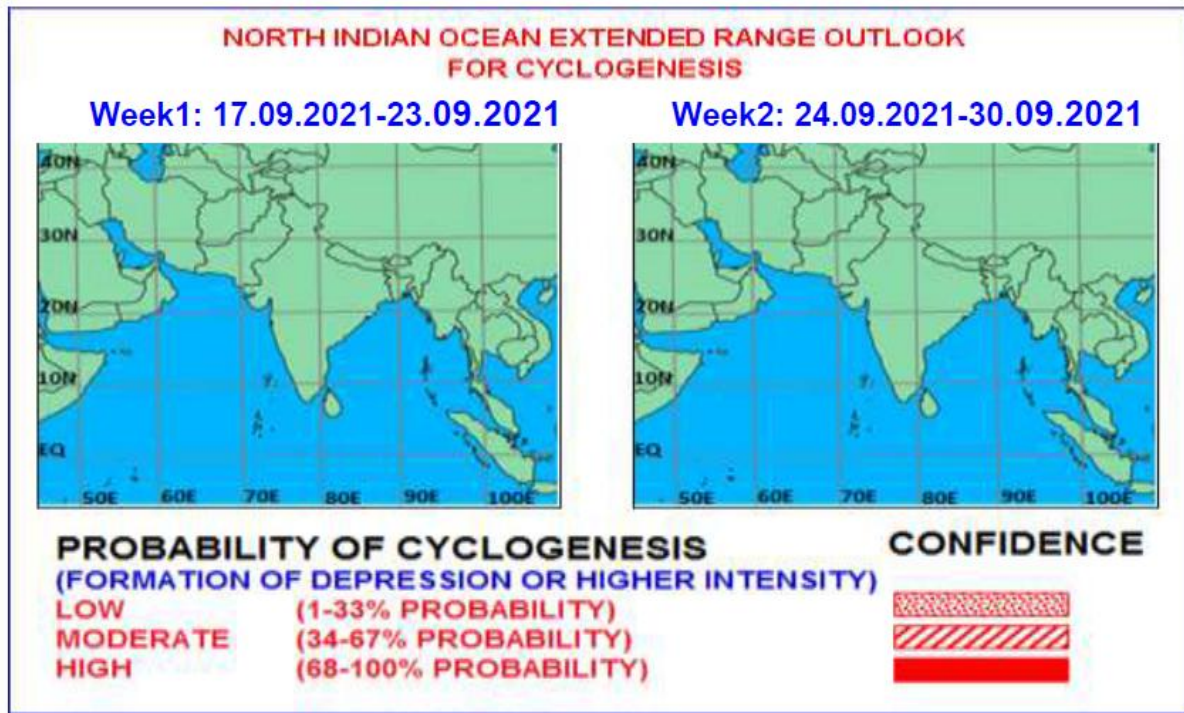 NORTH INDIAN OCEAN EXTENDED RANGE OUTLOOK
FOR CYCLOGENESIS
Week1: 17.09.2021-23.09.2021
40N
30N
20N
10N
EQ
50E 60E 70E 80E 90E 100E
Week2: 24.09.2021-30.09.2021
40N
30N
20N
10N
EQ
50E 60E 70E 80E 90E 100E
PROBABILITY OF CYCLOGENESIS CONFIDENCE
(FORMATION OF DEPRESSION OR HIGHER INTENSITY)
LOW (1-33% PROBABILITY)
MODERATE (34-67% PROBABILITY)
HIGH (68-100% PROBABILITY)